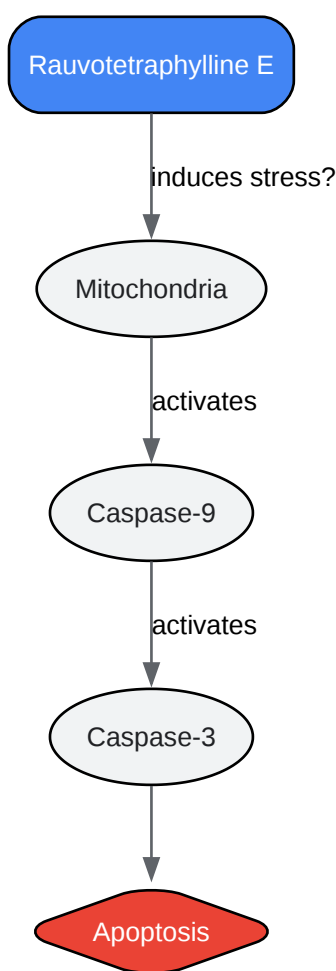 Rauvotetraphylline E
induces stress?
Mitochondria
activates
Caspase-9
activates
Caspase-3
Apoptosis